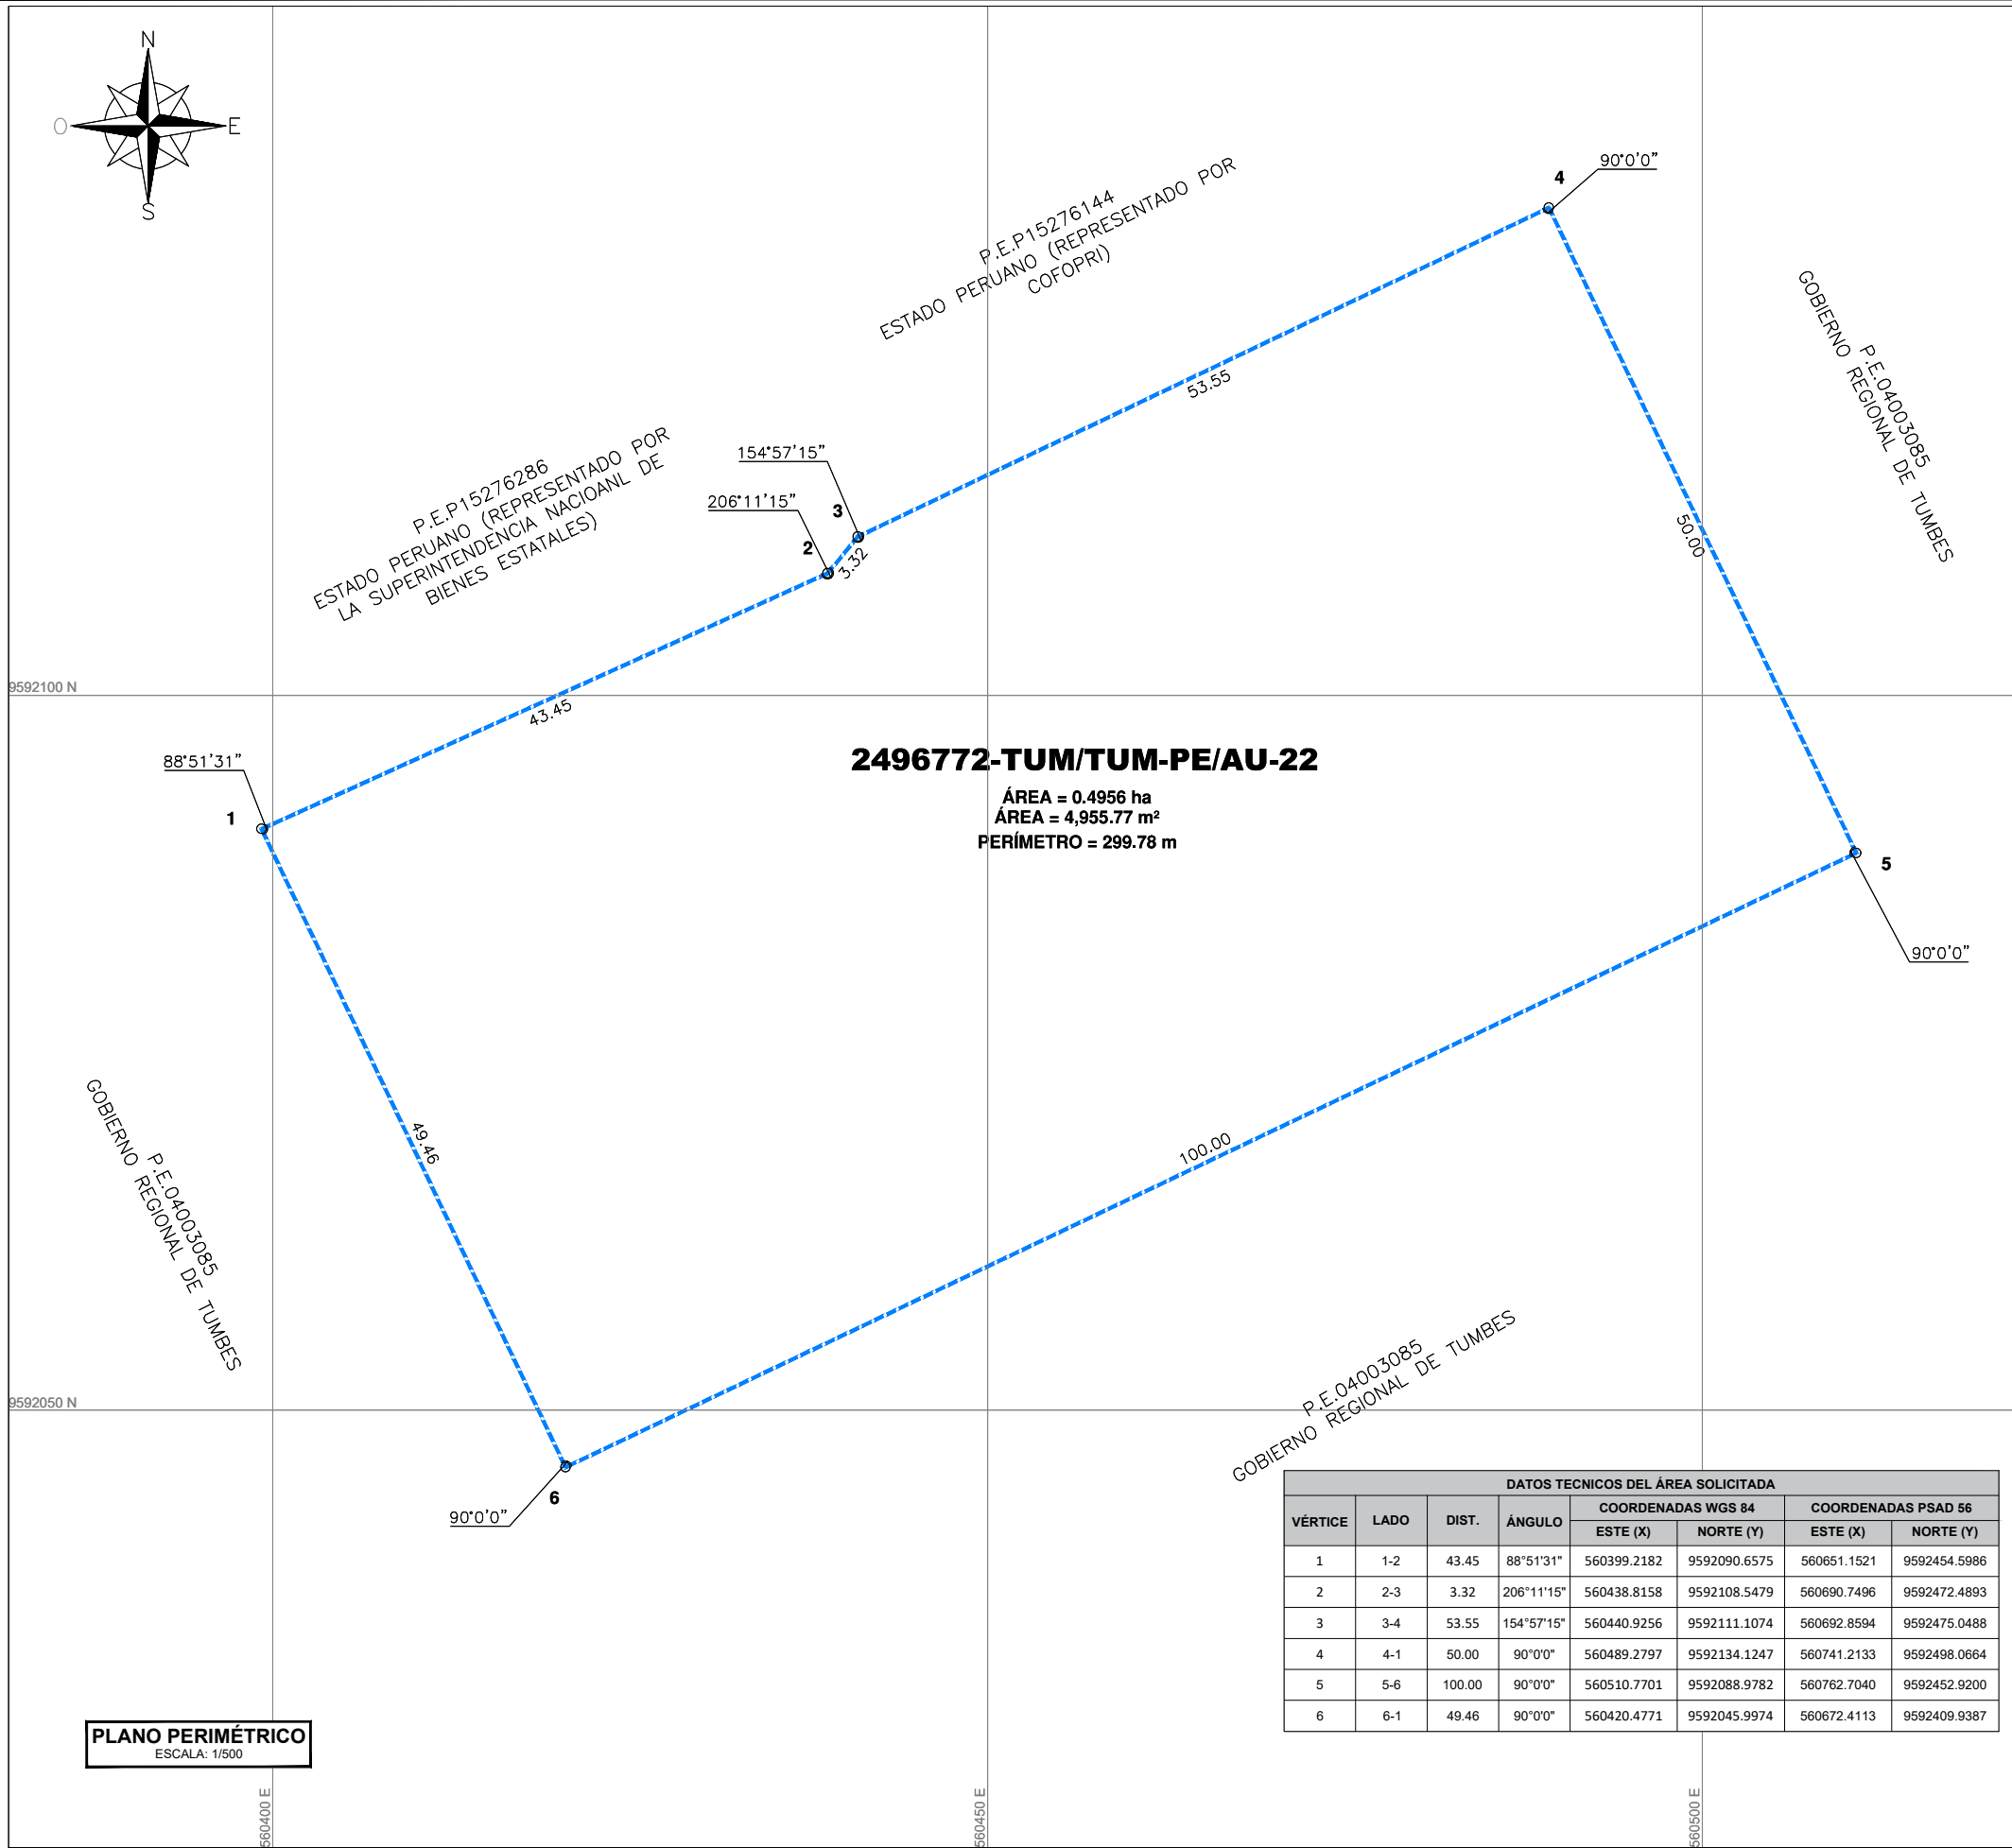 N
O
E
S
P.E.P15276144
ESTADO PERUANO (REPRESENTADO POR
COFOPRI)
4
90°0'0"
P.E.04003085
GOBIERNO REGIONAL DE TUMBES
53.55
50.00
P.E.P15276286
ESTADO PERUANO (REPRESENTADO POR
LA SUPERINTENDENCIA NACIOANL DE
BIENES ESTATALES)
154°57'15"
206°11'15"
3
2
3.32
9592100 N
43.45
88°51'31"
1
2496772-TUM/TUM-PE/AU-22
ÁREA = 0.4956 ha
ÁREA = 4,955.77 m²
PERÍMETRO = 299.78 m
5
90°0'0"
49.46
100.00
P.E.04003085
GOBIERNO REGIONAL DE TUMBES
P.E.04003085
GOBIERNO REGIONAL DE TUMBES
9592050 N
6
90°0'0"
DATOS TECNICOS DEL ÁREA SOLICITADA
VÉRTICE LADO DIST. ÁNGULO COORDENADAS WGS 84 COORDENADAS PSAD 56
ESTE (X) NORTE (Y) ESTE (X) NORTE (Y)
1 1-2 43.45 88°51'31" 560399.2182 9592090.6575 560651.1521 9592454.5986
2 2-3 3.32 206°11'15" 560438.8158 9592108.5479 560690.7496 9592472.4893
3 3-4 53.55 154°57'15" 560440.9256 9592111.1074 560692.8594 9592475.0488
4 4-1 50.00 90°0'0" 560489.2797 9592134.1247 560741.2133 9592498.0664
5 5-6 100.00 90°0'0" 560510.7701 9592088.9782 560762.7040 9592452.9200
6 6-1 49.46 90°0'0" 560420.4771 9592045.9974 560672.4113 9592409.9387
PLANO PERIMÉTRICO
ESCALA: 1/500
560400 E
560450 E
560500 E